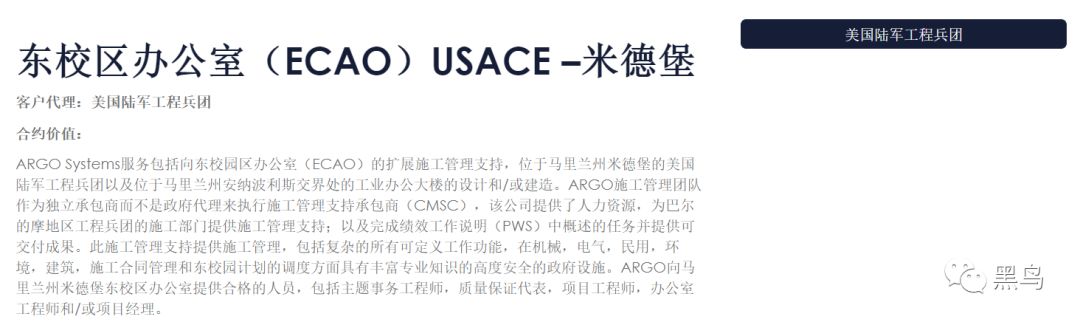 美国陆军工程兵团
东校区办公室（ECAO）USACE –米德堡
客户代理：美国陆军工程兵团
合约价值：
ARGO Systems服务包括向东校园区办公室（ECAO）的扩展施工管理支持，位于马里兰州米德堡的美国
陆军工程兵团以及位于马里兰州安纳波利斯交界处的工业办公大楼的设计和/或建造。ARGO施工管理团队
作为独立承包商而不是政府代理来执行施工管理支持承包商（CMSC），该公司提供了人力资源，为巴尔
的摩地区工程兵团的施工部门提供施工管理支持；以及完成绩效工作说明（PWS）中概述的任务并提供可
交付成果。此施工管理支持提供施工管理，包括复杂的所有可定义工作功能，在机械，电气，民用，环
境，建筑，施工合同管理和东校园计划的调度方面具有丰富专业知识的高度安全的政府设施。ARGO向马
里兰州米德堡东校区办公室提供合格的人员，包括主题事务工程师，质量保证代表，项目工程师，办公室
工程师和/或项目经理。
黑鸟